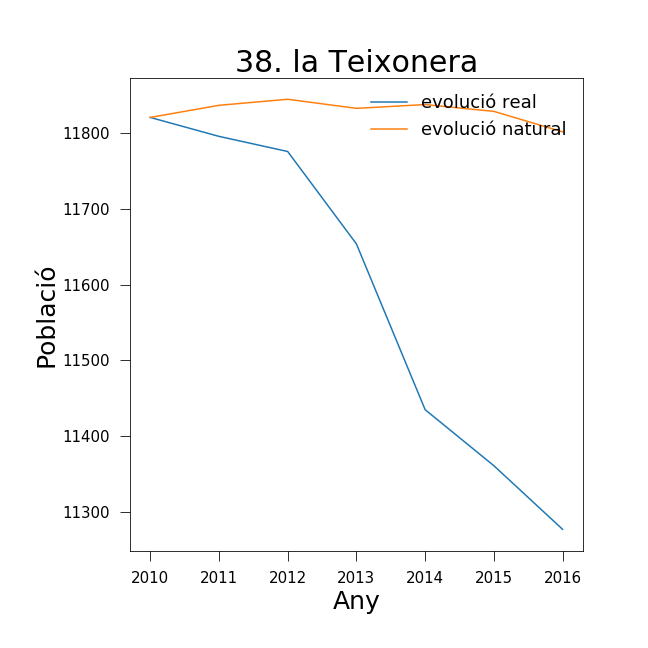 38. la Teixonera
evolució real
evolució natural
11800
11700
11600
11500
11400
11300
Població
2010 2011 2012 2013 2014 2015 2016
Any